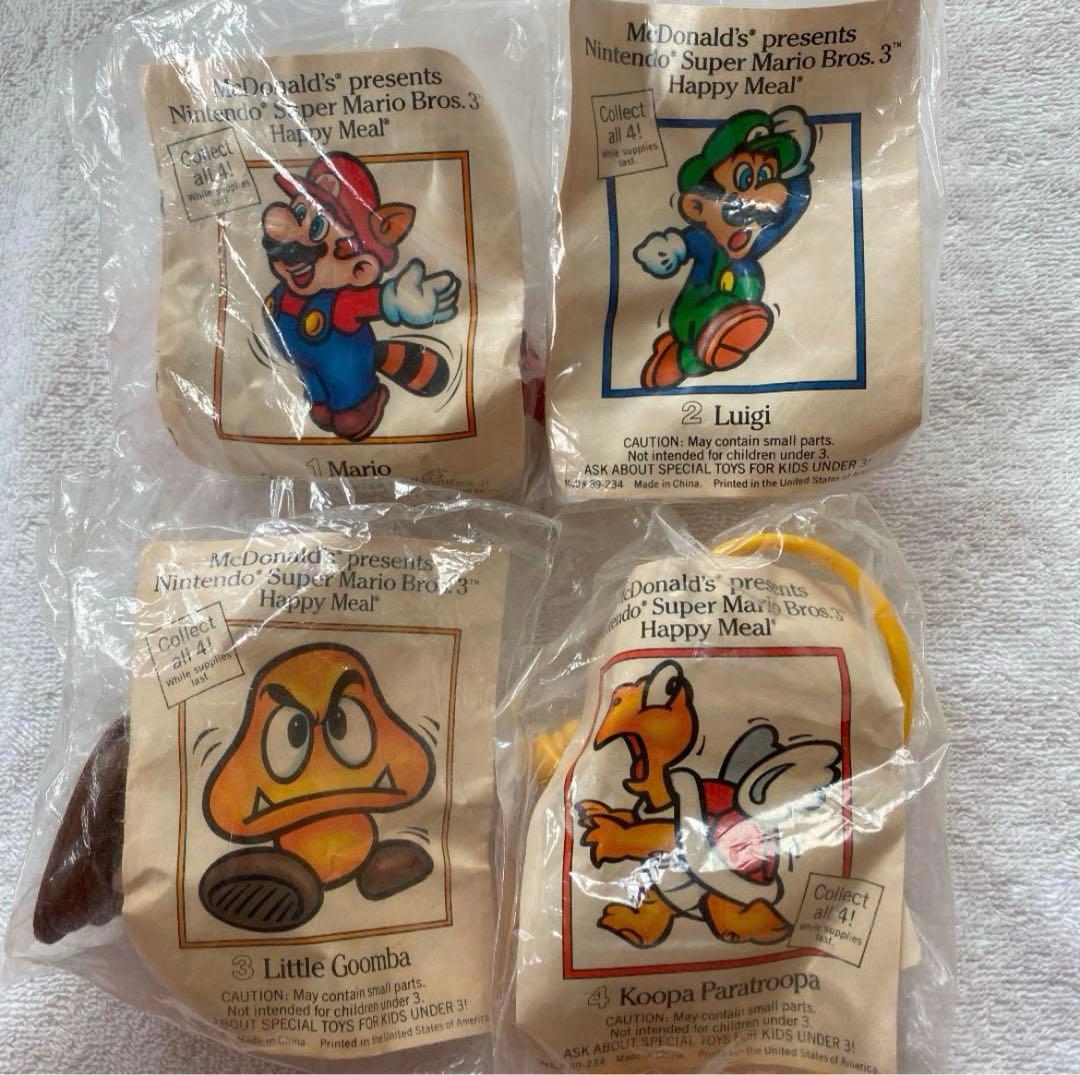 McDonald's® presents
Nintendo® Super Mario Bros. 3™
Happy Meal®
Collect
all 4!
While supplies
last.
1 Mario
McDonald's® presents
Nintendo® Super Mario Bros. 3™
Happy Meal®
Collect
all 4!
While supplies
last.
2 Luigi
CAUTION: May contain small parts.
Not intended for children under 3.
ASK ABOUT SPECIAL TOYS FOR KIDS UNDER 3!
89-234 Made in China. Printed in the United States of
McDonald's® presents
Nintendo® Super Mario Bros. 3™
Happy Meal®
Collect
all 4!
While supplies
last.
3 Little Goomba
CAUTION: May contain small parts.
Not intended for children under 3.
BOUT SPECIAL TOYS FOR KIDS UNDER 3!
Made in China. Printed in the United States of America
cDonald's® presents
endo® Super Mario Bros. 3™
Happy Meal®
Collect
all 4!
While supplies
last.
4 Koopa Paratroopa
CAUTION: May contain small parts.
Not intended for children under 3.
ASK ABOUT SPECIAL TOYS FOR KIDS UNDER 3!
89-234 Made in China. Printed in the United States of America